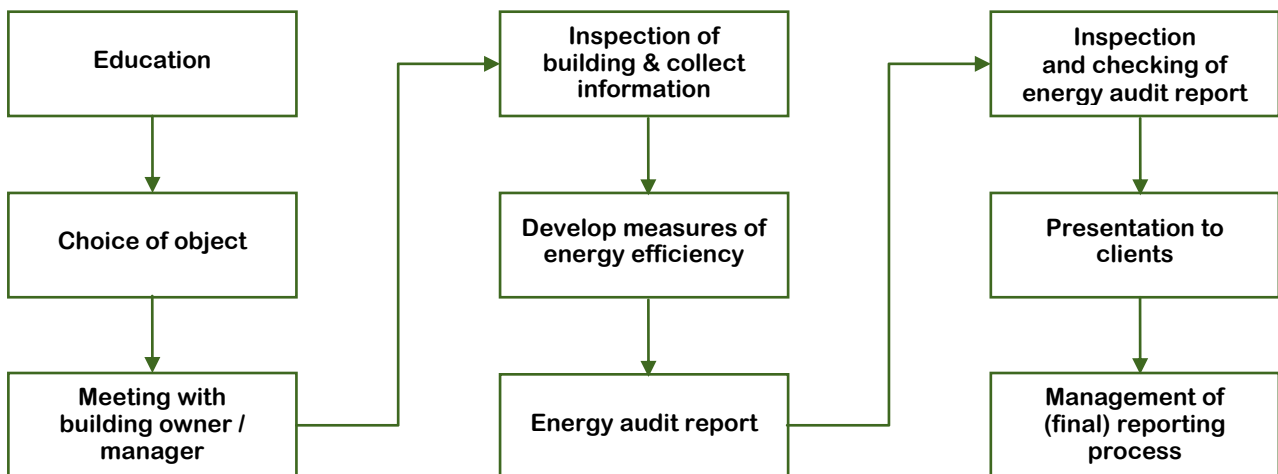 Education
Choice of object
Meeting with
building owner /
manager
Inspection of
building & collect
information
Develop measures of
energy efficiency
Energy audit report
Inspection
and checking of
energy audit report
Presentation to
clients
Management of
(final) reporting
process